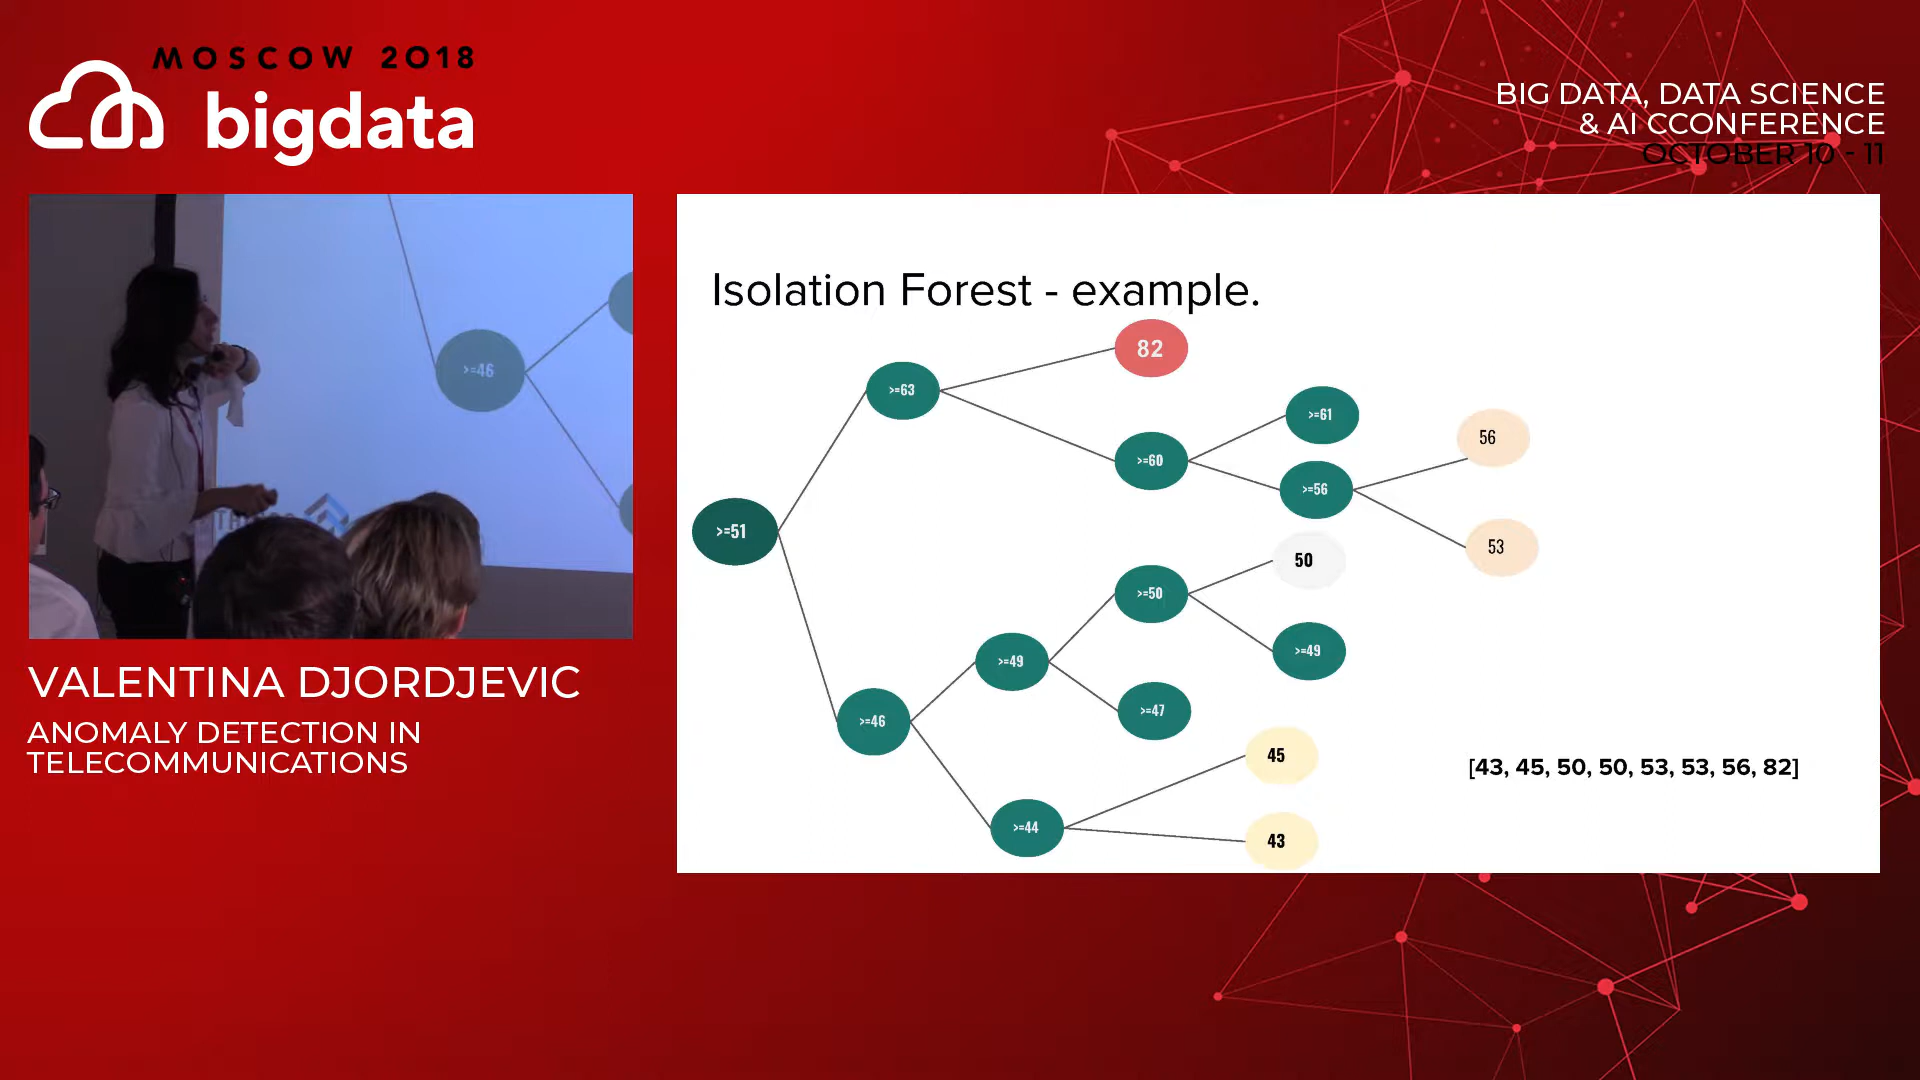 MOSCOW 2018
bigdata
BIG DATA, DATA SCIENCE
& AI CCONFERENCE
OCTOBER 10 - 11
>=46
VALENTINA DJORDJEVIC
ANOMALY DETECTION IN
TELECOMMUNICATIONS
Isolation Forest - example.
82
>=63
>=61
56
>=60
>=56
>=51
53
50
>=50
>=49
>=49
>=47
>=46
45
[43, 45, 50, 50, 53, 53, 56, 82]
>=44
43